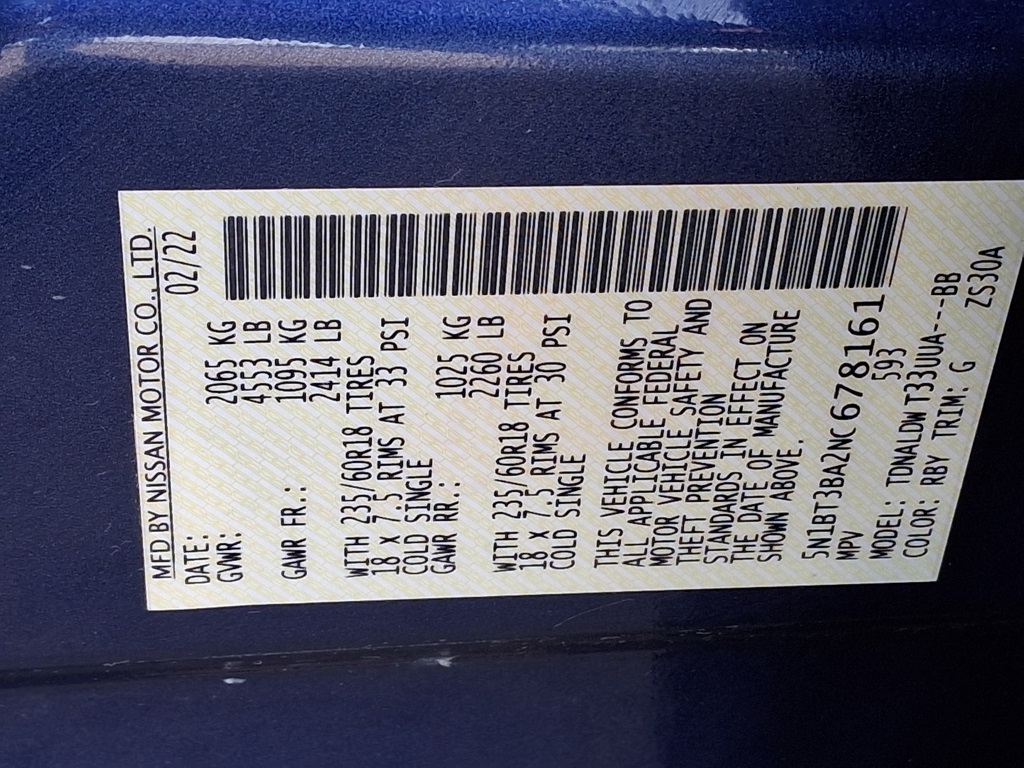 MFD BY NISSAN MOTOR CO., LTD.
DATE: 02/22
GVWR: 2065 KG
4553 LB
GAWR FR.: 1095 KG
2414 LB
WITH 235/60R18 TIRES
18 X 7.5 RIMS AT 33 PSI
COLD SINGLE
GAWR RR.: 1025 KG
2260 LB
WITH 235/60R18 TIRES
18 X 7.5 RIMS AT 30 PSI
COLD SINGLE
THIS VEHICLE CONFORMS TO
ALL APPLICABLE FEDERAL
MOTOR VEHICLE SAFETY AND
THEFT PREVENTION
STANDARDS IN EFFECT ON
THE DATE OF MANUFACTURE
SHOWN ABOVE.
5N1BT3BA2NC678161
MPV 593
MODEL: TDNALDW T33UUA---BB
COLOR: RBY TRIM: G ZS30A